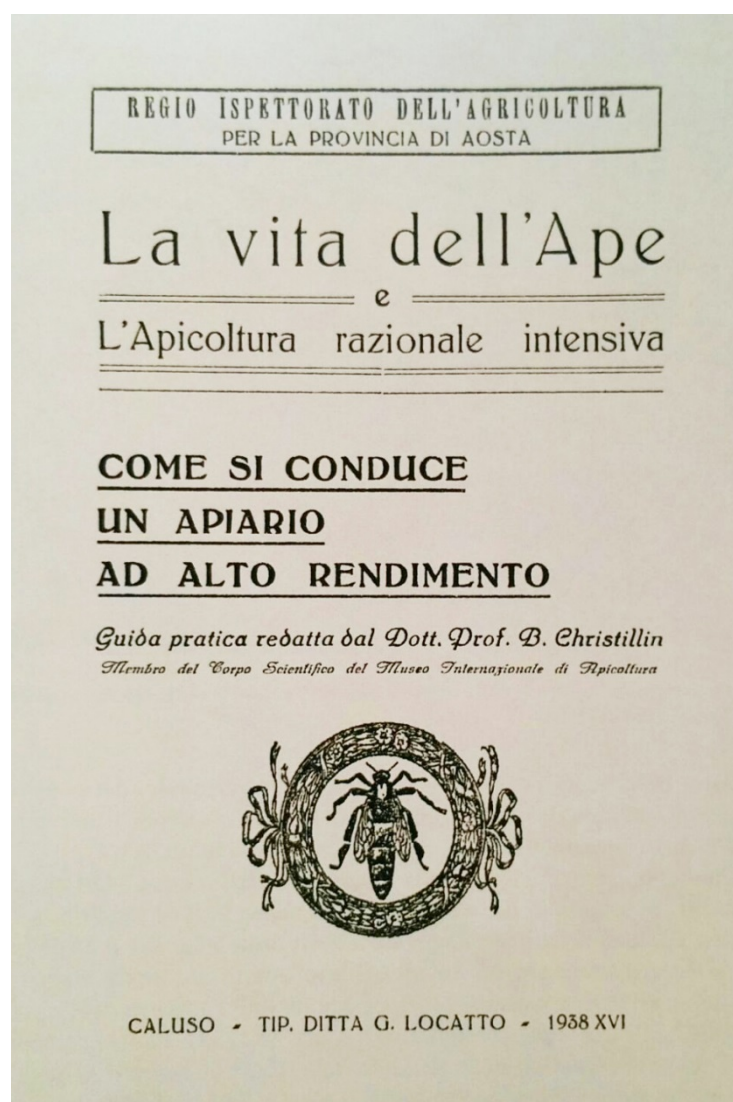 REGIO ISPETTORATO DELL'AGRICOLTURA
PER LA PROVINCIA DI AOSTA
La vita dell'Ape
e
L'Apicoltura razionale intensiva
COME SI CONDUCE
UN APIARIO
AD ALTO RENDIMENTO
Guida pratica redatta dal Dott. Prof. B. Christillin
Membro del Corpo Scientifico del Museo Internazionale di Apicoltura
CALUSO - TIP. DITTA G. LOCATTO - 1938 XVI